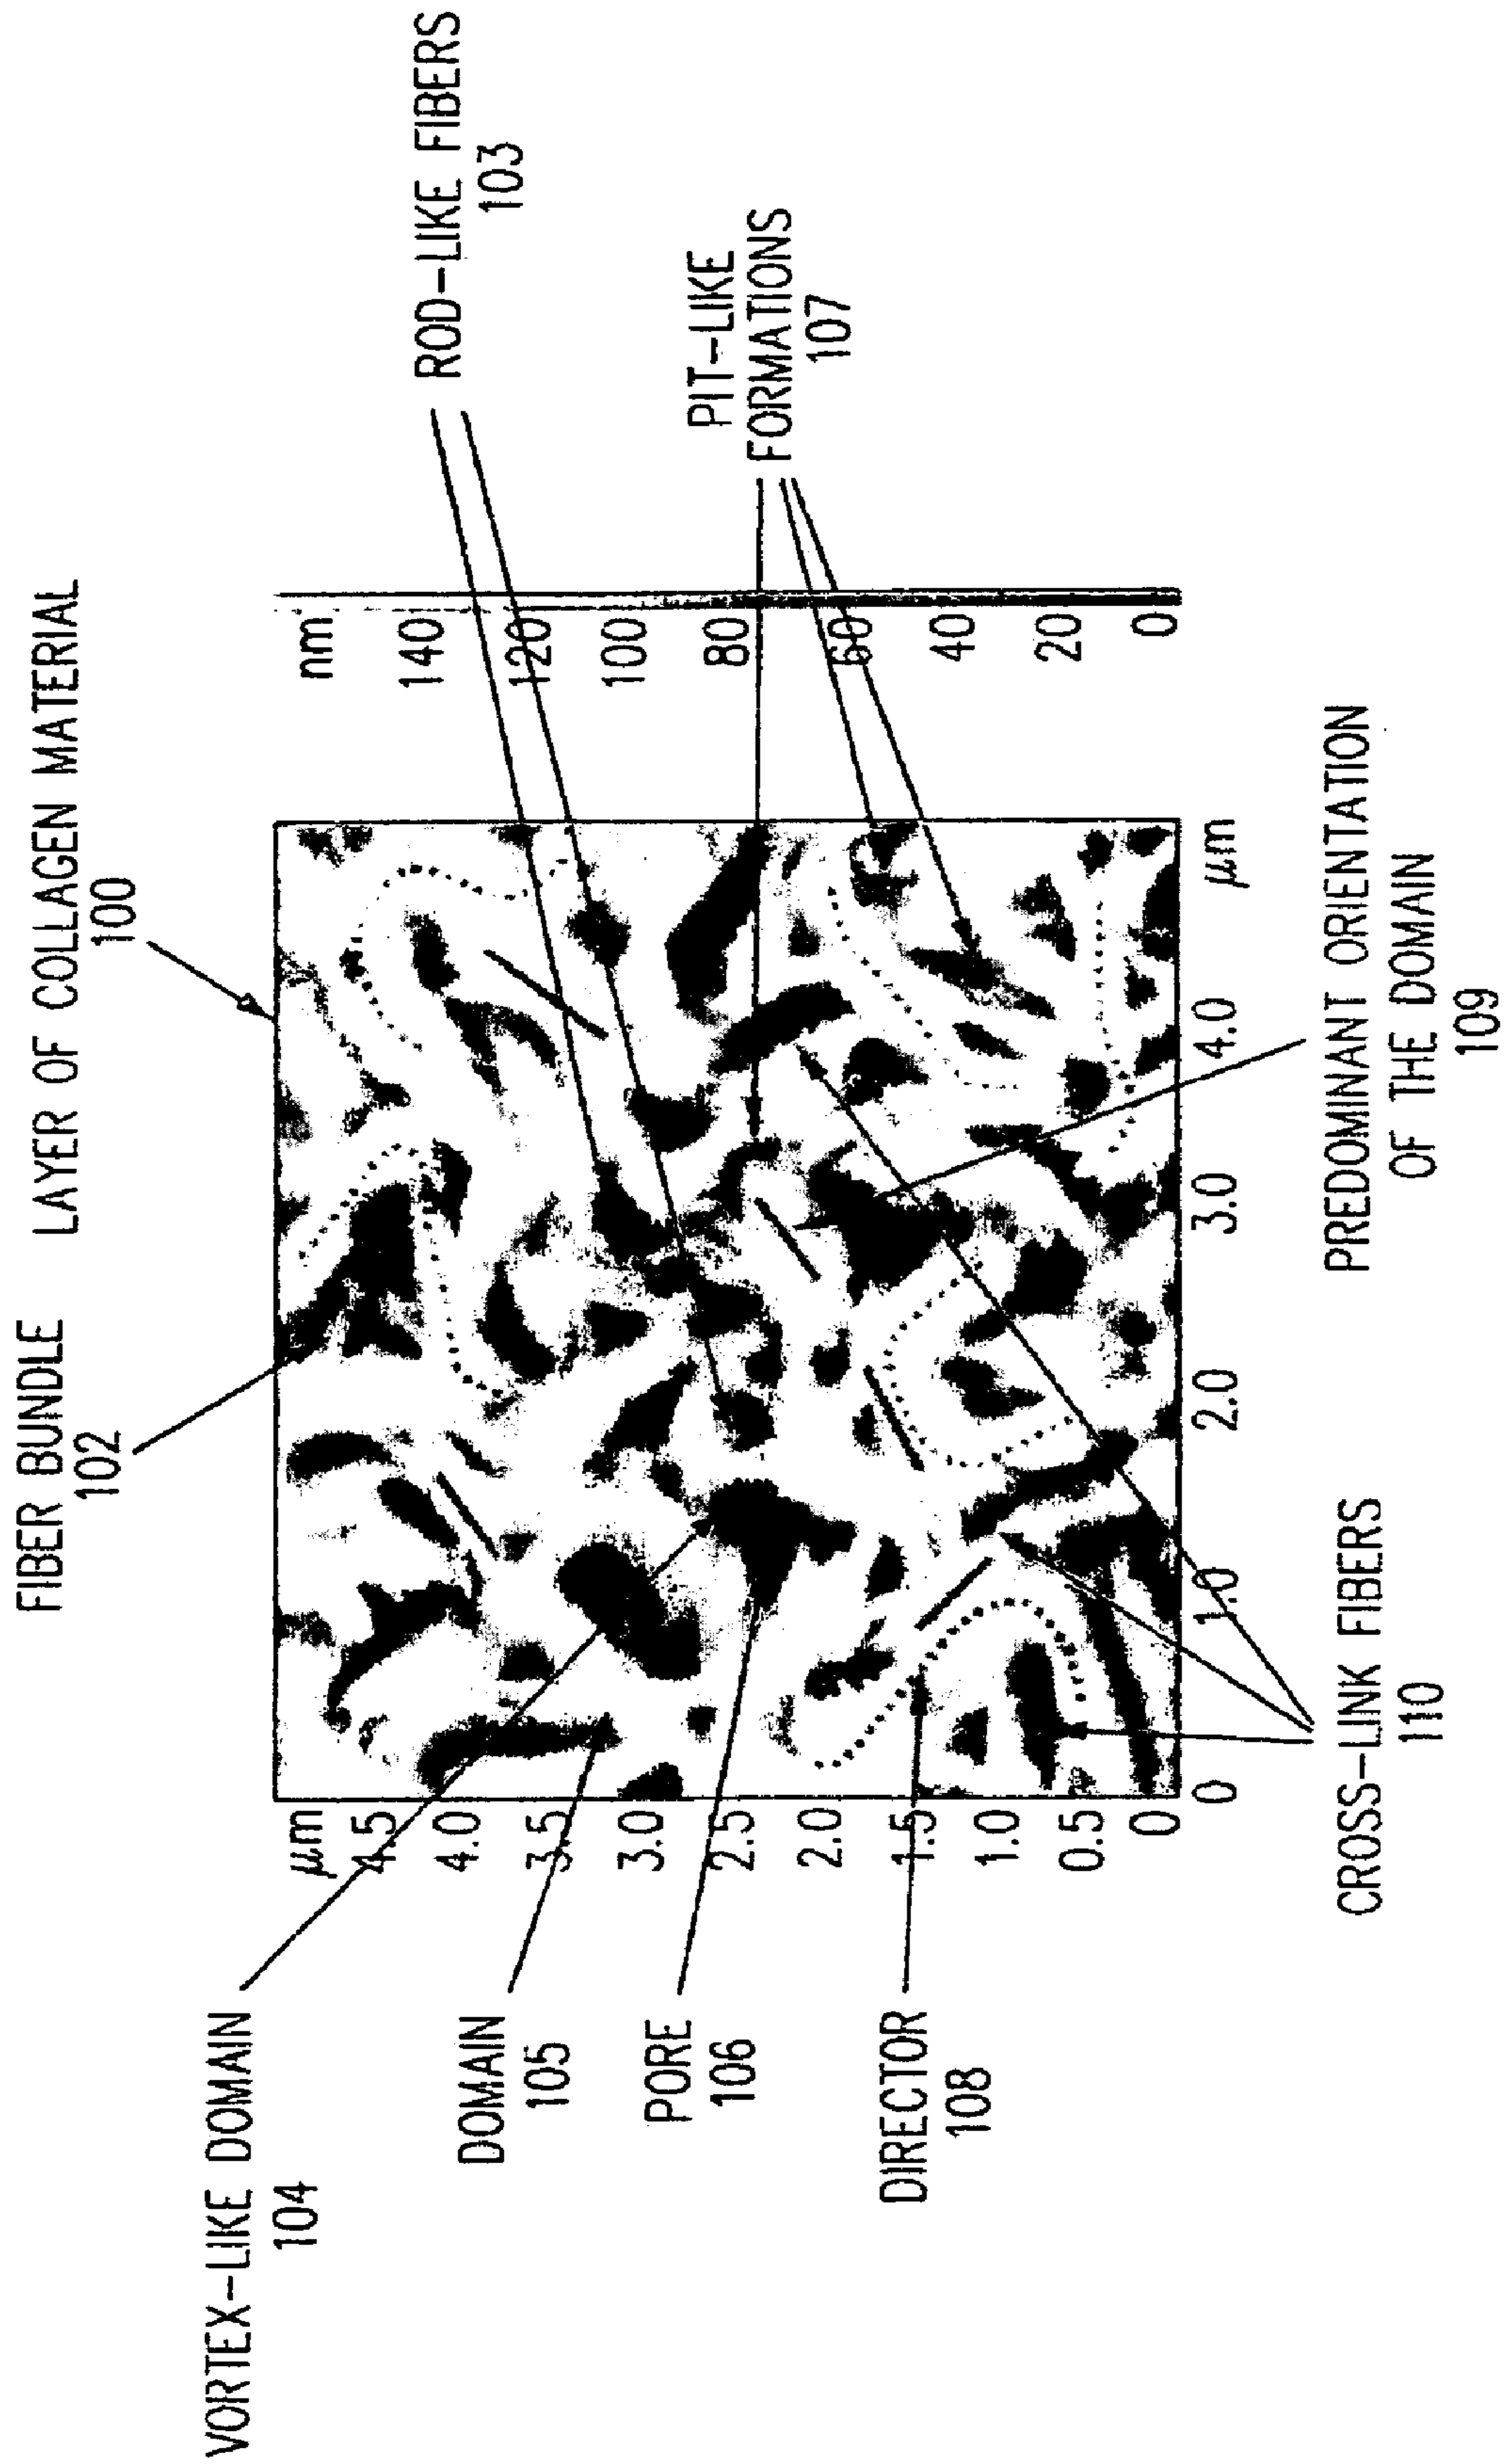 FIBER BUNDLE
102
LAYER OF COLLAGEN MATERIAL
100
VORTEX-LIKE DOMAIN
104
DOMAIN
105
PORE
106
DIRECTOR
108
ROD-LIKE FIBERS
103
PIT-LIKE
FORMATIONS
107
μm
4.5
4.0
3.5
3.0
2.5
2.0
1.5
1.0
0.5
0
0
1.0
2.0
3.0
4.0
μm
nm
140
120
100
80
60
40
20
0
CROSS-LINK FIBERS
110
PREDOMINANT ORIENTATION
OF THE DOMAIN
109